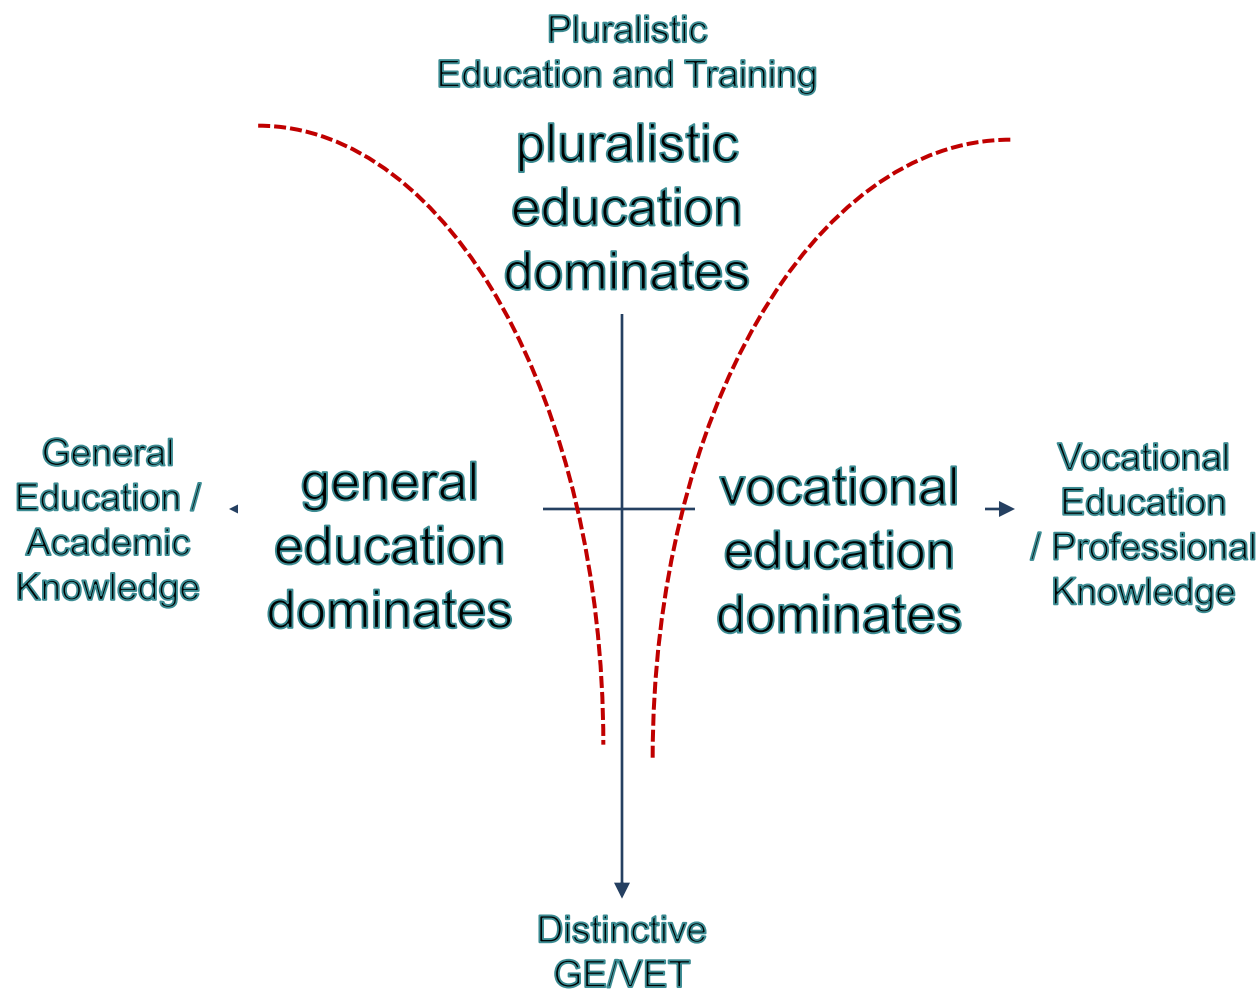 Pluralistic
Education and Training
pluralistic
education
dominates
General
Education /
Academic
Knowledge
general
education
dominates
vocational
education
dominates
Vocational
Education
/ Professional
Knowledge
Distinctive
GE/VET